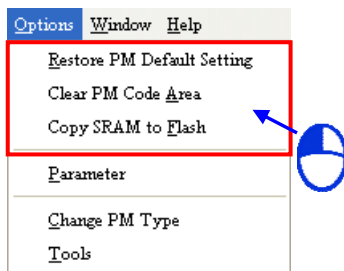 Options Window Help
Restore PM Default Setting
Clear PM Code Area
Copy SRAM to Flash
Parameter
Change PM Type
Tools